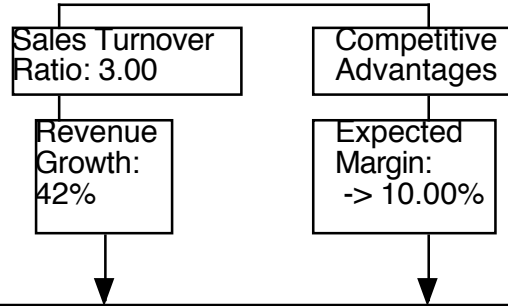 Sales Turnover
Ratio: 3.00
Competitive
Advantages
Revenue
Growth:
42%
Expected
Margin:
-> 10.00%